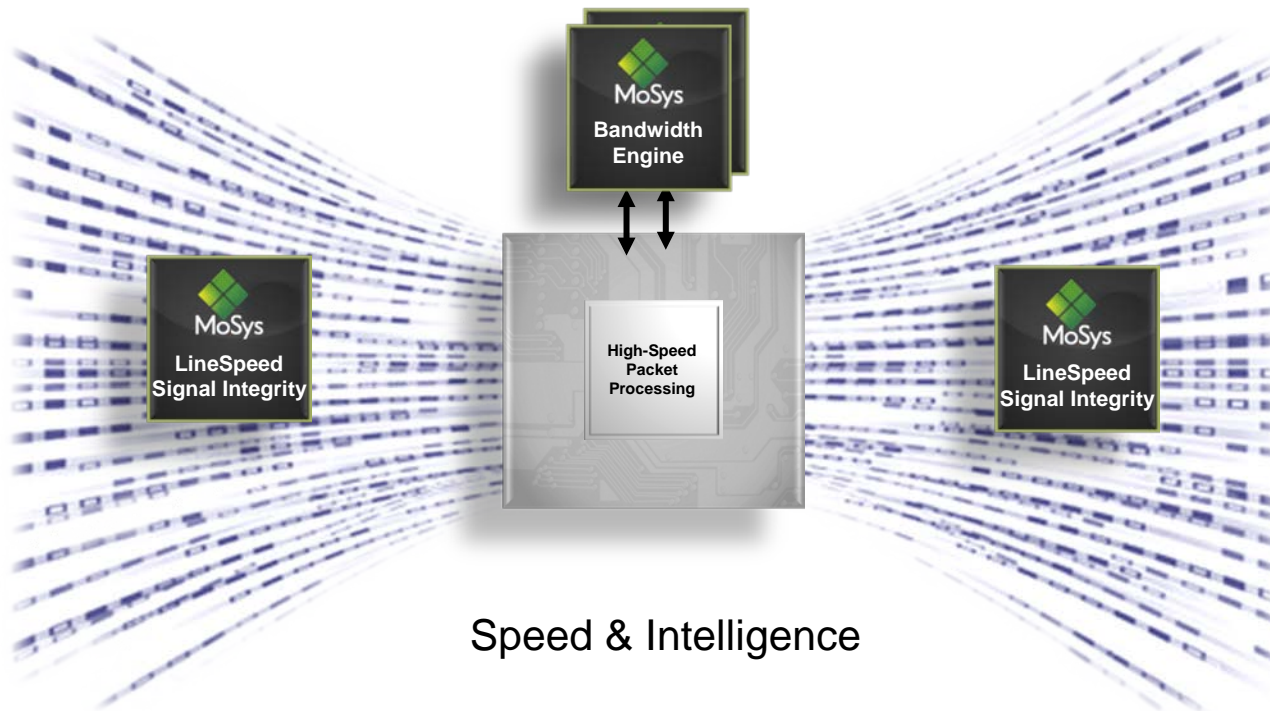 MoSys
Bandwidth
Engine
MoSys
LineSpeed
Signal Integrity
High-Speed
Packet
Processing
MoSys
LineSpeed
Signal Integrity
Speed & Intelligence